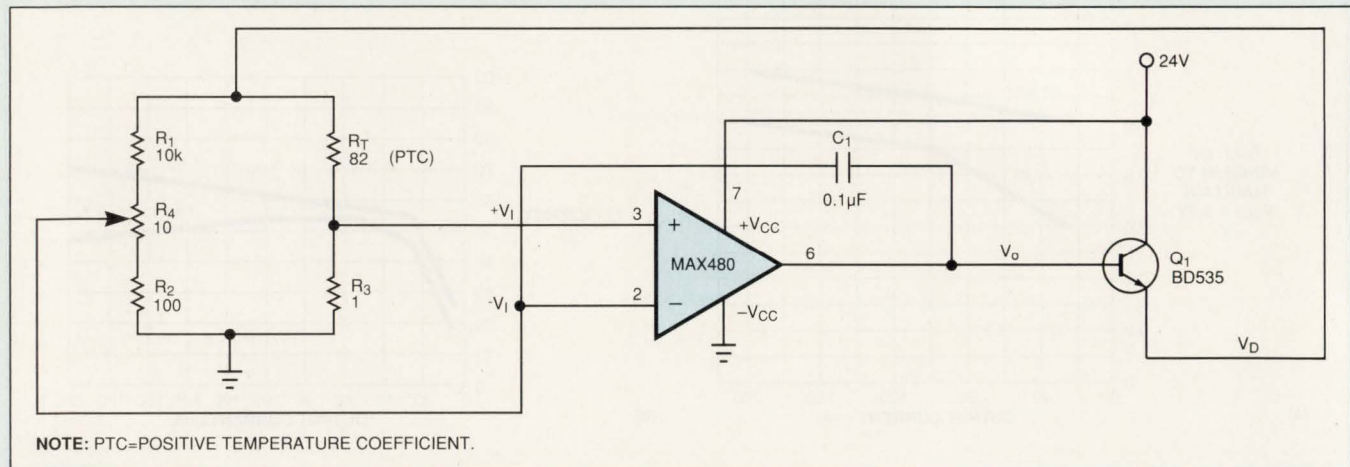 24V
R1
10k
RT
82 (PTC)
C1
0.1µF
7
R4
10
+VI
3
+
+VCC
MAX480
6
Vo
Q1
BD535
R2
100
R3
1
-VI
2
−
−VCC
VD
NOTE: PTC=POSITIVE TEMPERATURE COEFFICIENT.